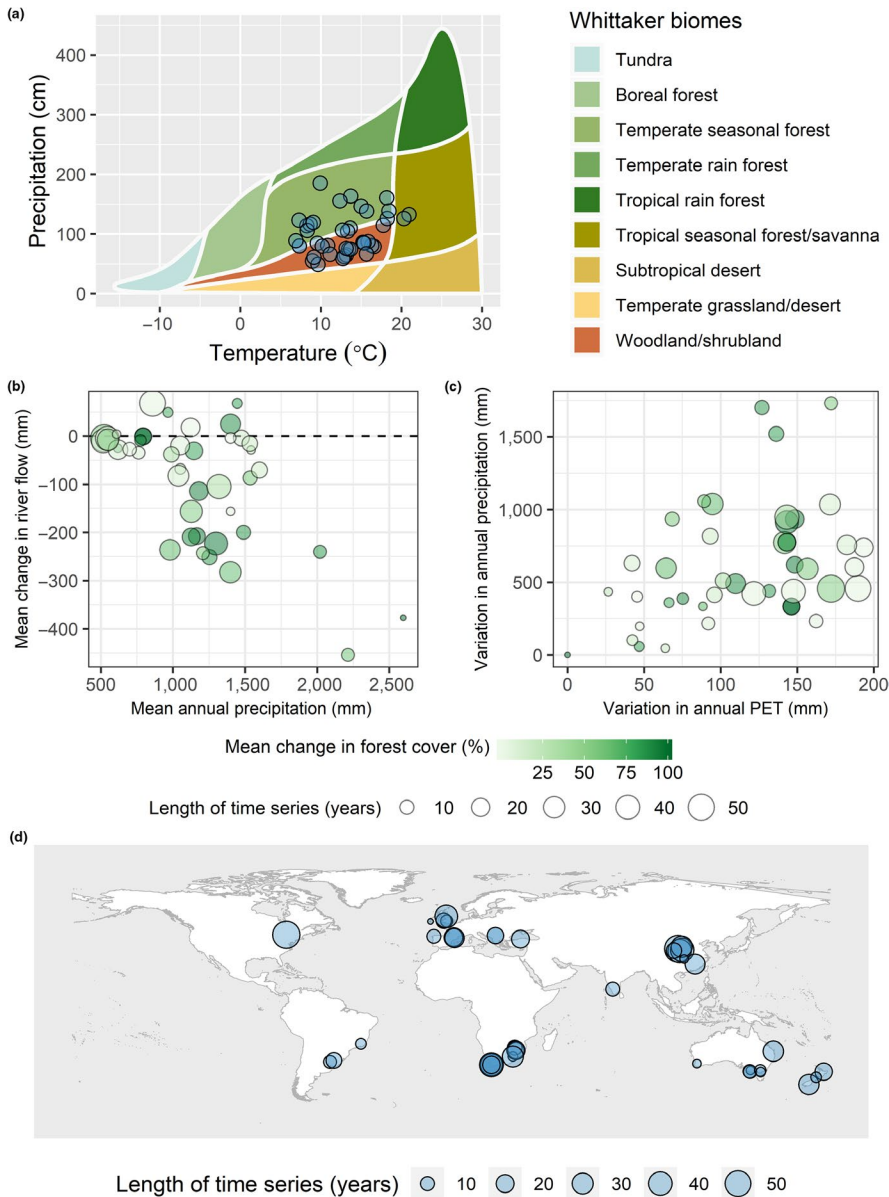 (a)
Precipitation (cm)
400
300
200
100
0
−10
0
10
20
30
Temperature (°C)
Whittaker biomes
Tundra
Boreal forest
Temperate seasonal forest
Temperate rain forest
Tropical rain forest
Tropical seasonal forest/savanna
Subtropical desert
Temperate grassland/desert
Woodland/shrubland
(b)
Mean change in river flow (mm)
0
−100
−200
−300
−400
500
1,000
1,500
2,000
2,500
Mean annual precipitation (mm)
(c)
Variation in annual precipitation (mm)
1,500
1,000
500
0
0
50
100
150
200
Variation in annual PET (mm)
Mean change in forest cover (%)
25 50 75 100
Length of time series (years) 10 20 30 40 50
(d)
Length of time series (years) 10 20 30 40 50